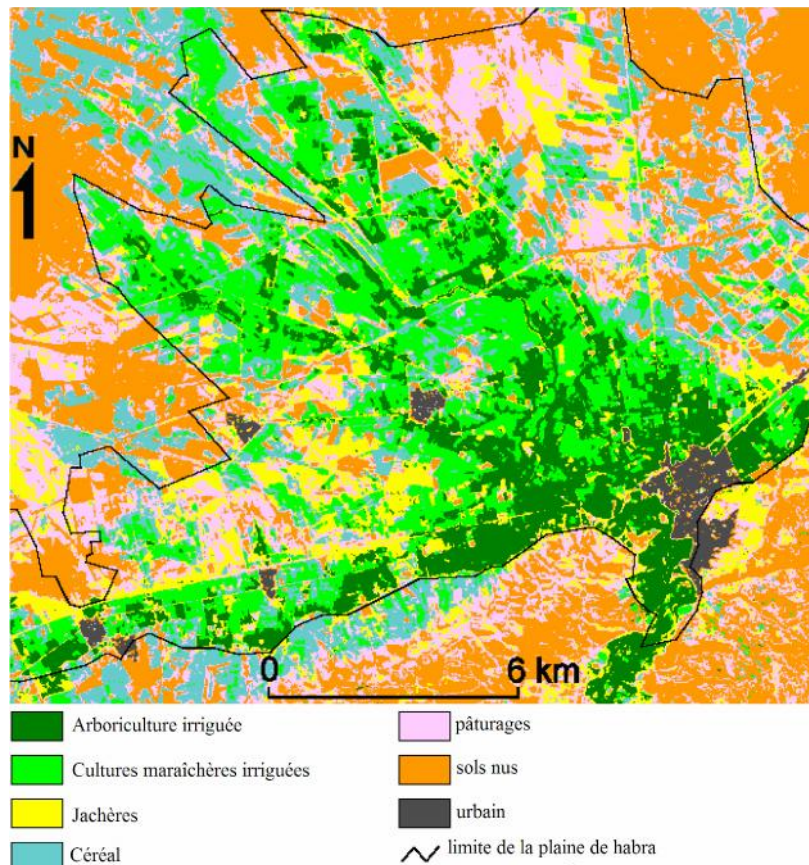 N
0 6 km
Arboriculture irriguée
pâturages
Cultures maraîchères irriguées
sols nus
Jachères
urbain
Céréal
limite de la plaine de habra